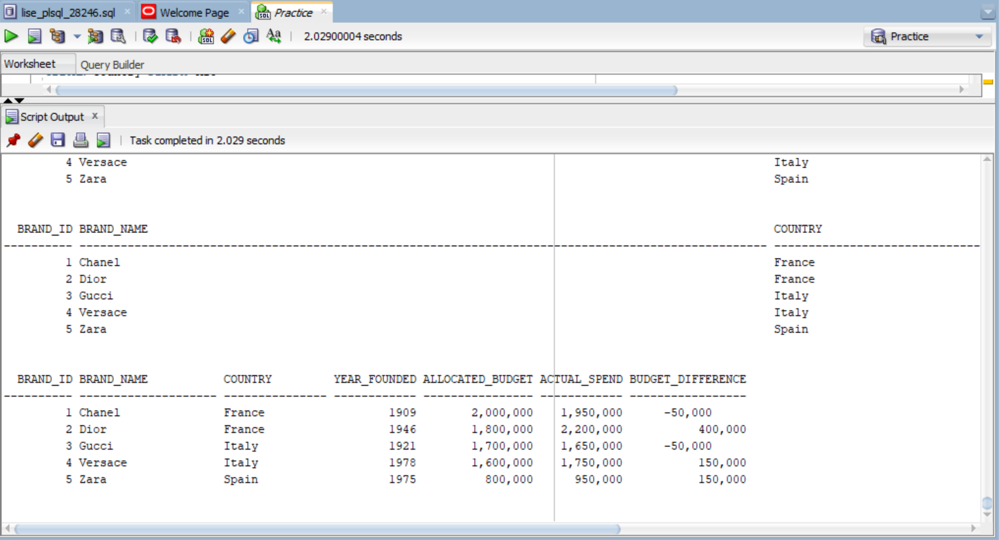 lise_plsql_28246.sql Welcome Page Practice
2.02900004 seconds Practice
Worksheet Query Builder
Script Output
Task completed in 2.029 seconds
4 Versace Italy
5 Zara Spain
BRAND_ID BRAND_NAME COUNTRY
1 Chanel France
2 Dior France
3 Gucci Italy
4 Versace Italy
5 Zara Spain
BRAND_ID BRAND_NAME COUNTRY YEAR_FOUNDED ALLOCATED_BUDGET ACTUAL_SPEND BUDGET_DIFFERENCE
1 Chanel France 1909 2,000,000 1,950,000 -50,000
2 Dior France 1946 1,800,000 2,200,000 400,000
3 Gucci Italy 1921 1,700,000 1,650,000 -50,000
4 Versace Italy 1978 1,600,000 1,750,000 150,000
5 Zara Spain 1975 800,000 950,000 150,000